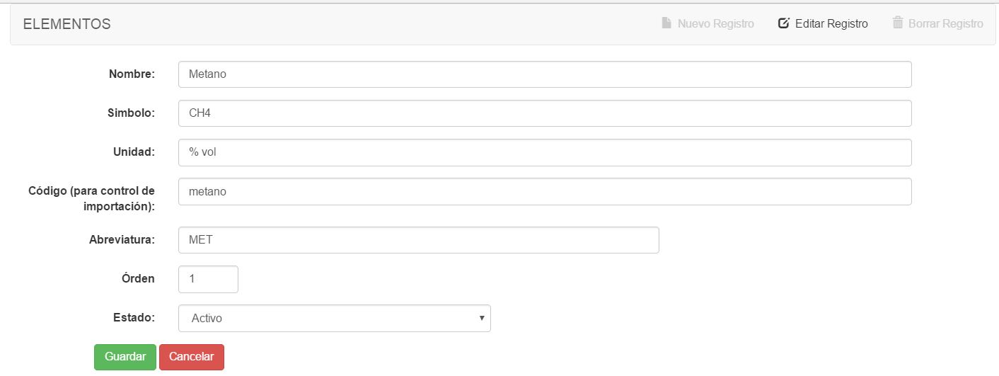 ELEMENTOS Nuevo Registro Editar Registro Borrar Registro
Nombre: Metano
Simbolo: CH4
Unidad: % vol
Código (para control de
importación): metano
Abreviatura: MET
Órden 1
Estado: Activo
Guardar Cancelar